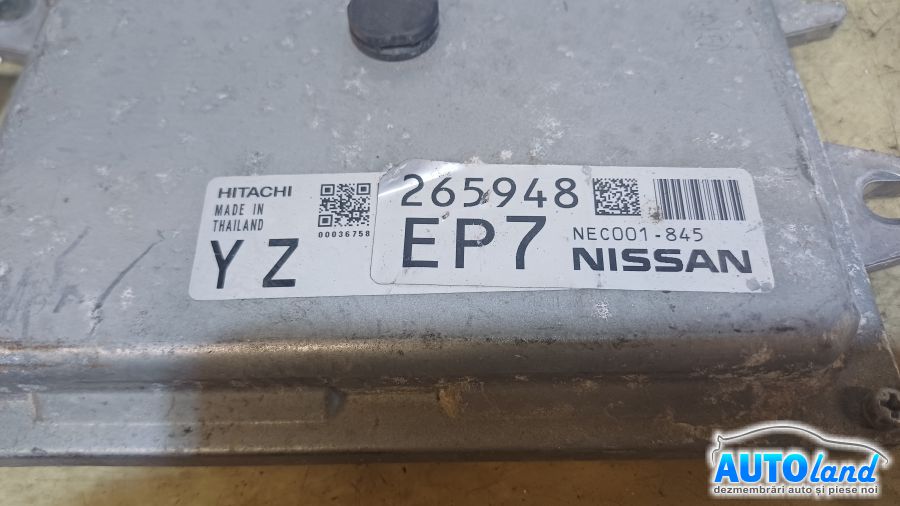 HITACHI
MADE IN
THAILAND
00036758
Y Z
265948
EP7
NEC001-845
NISSAN
AUTOland
dezmembrări auto și piese noi